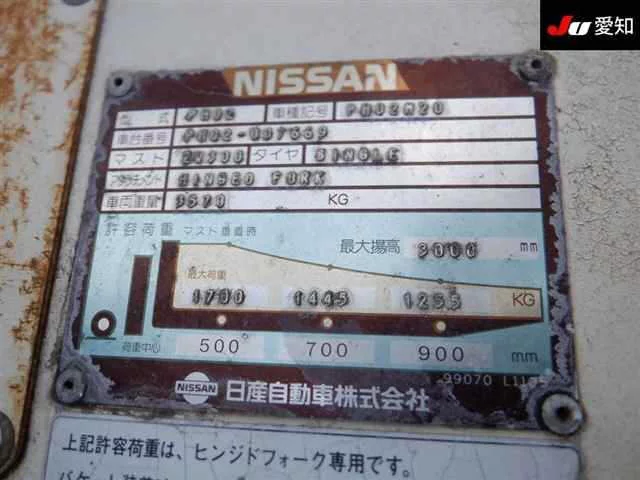 JU 愛知
NISSAN
型式 PH02 車種記号 PH02M20
車台番号 PH02-007669
マスト 2W300 タイヤ SINGLE
アタッチメント HINGED FORK
車両重量 3570 KG
許容荷重 マスト垂直時
最大揚高 3000 mm
最大荷重
1700 1445 1255 KG
荷重中心 500 700 900 mm
99070 L1105
NISSAN 日産自動車株式会社
上記許容荷重は、ヒンジドフォーク専用です。